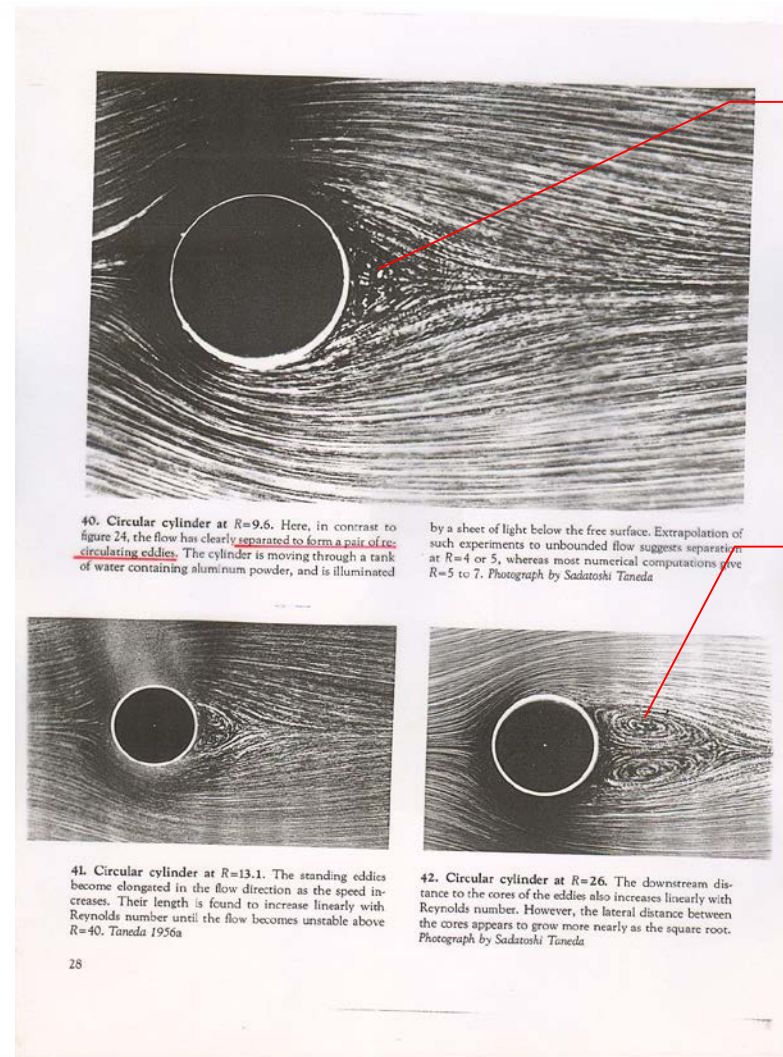 40. Circular cylinder at R=9.6. Here, in contrast to
figure 24, the flow has clearly separated to form a pair of re-
circulating eddies. The cylinder is moving through a tank
of water containing aluminum powder, and is illuminated
by a sheet of light below the free surface. Extrapolation of
such experiments to unbounded flow suggests separation
at R=4 or 5, whereas most numerical computations give
R=5 to 7. Photograph by Sadatoshi Taneda
41. Circular cylinder at R=13.1. The standing eddies
become elongated in the flow direction as the speed in-
creases. Their length is found to increase linearly with
Reynolds number until the flow becomes unstable above
R=40. Taneda 1956a
42. Circular cylinder at R=26. The downstream dis-
tance to the cores of the eddies also increases linearly with
Reynolds number. However, the lateral distance between
the cores appears to grow more nearly as the square root.
Photograph by Sadatoshi Taneda
28